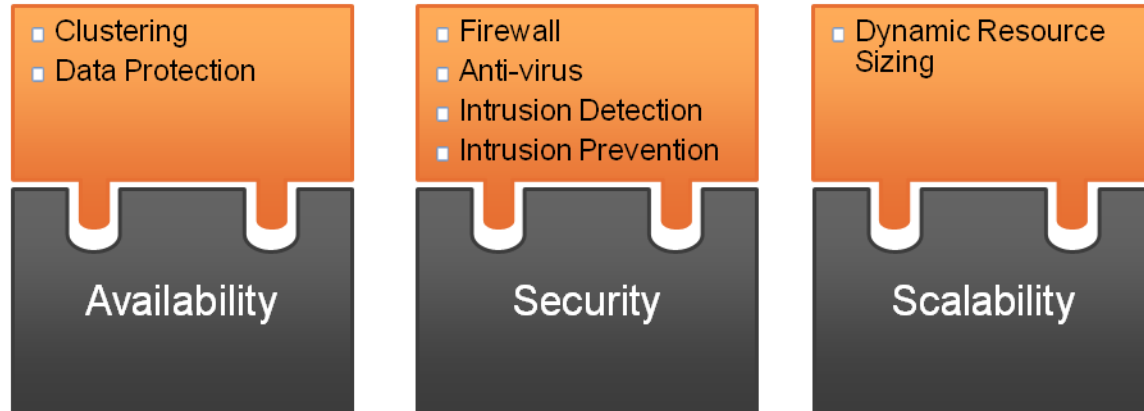 Clustering
Data Protection
Availability
Firewall
Anti-virus
Intrusion Detection
Intrusion Prevention
Security
Dynamic Resource
Sizing
Scalability